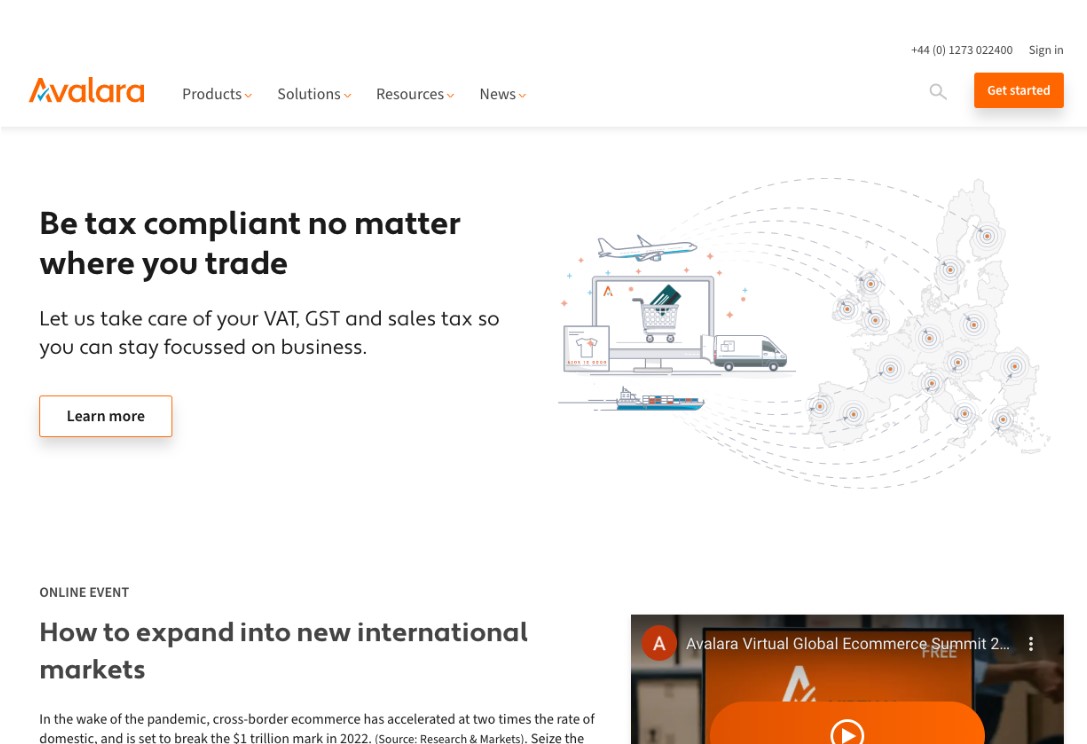 +44 (0) 1273 022400 Sign in
Avalara Products Solutions Resources News Get started
Be tax compliant no matter
where you trade
Let us take care of your VAT, GST and sales tax so
you can stay focussed on business.
Learn more
ONLINE EVENT
How to expand into new international
markets
In the wake of the pandemic, cross-border ecommerce has accelerated at two times the rate of
domestic, and is set to break the $1 trillion mark in 2022. (Source: Research & Markets). Seize the
A Avalara Virtual Global Ecommerce Summit 2...
FREE